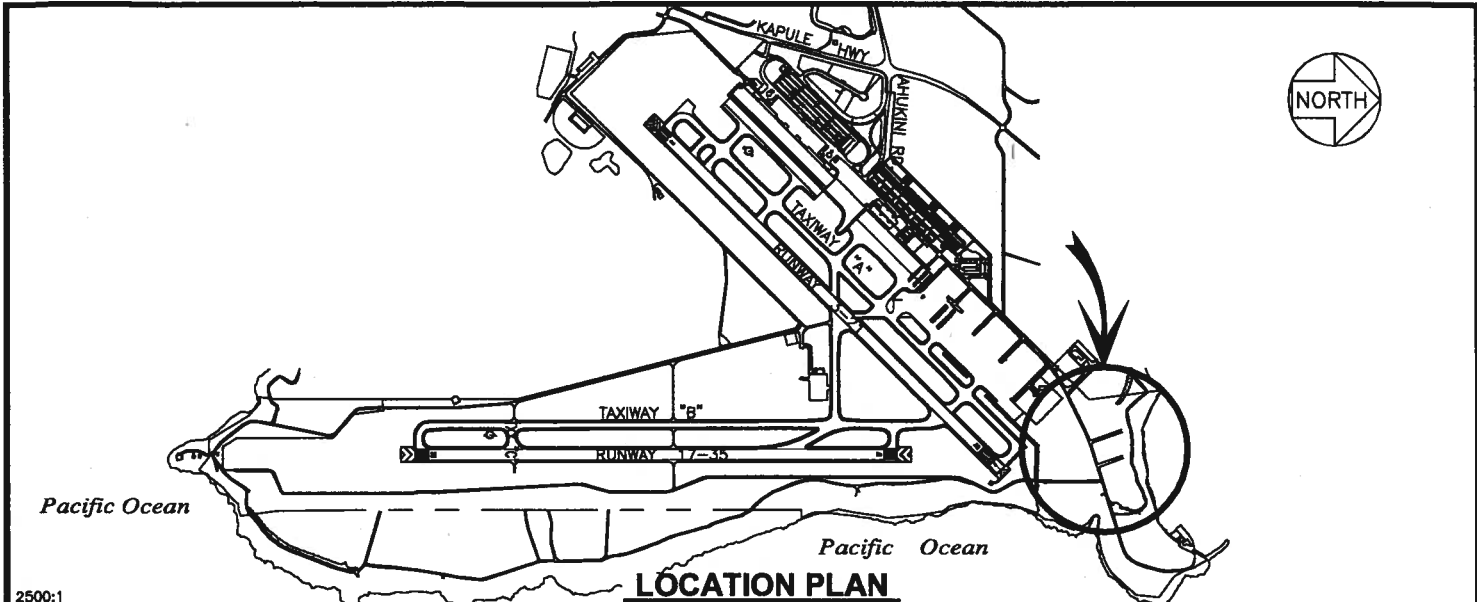 KAPULE HWY
NORTH
AHUKINI RD
TAXIWAY "A"
RUNWAY
TAXIWAY "B"
RUNWAY 17-35
Pacific Ocean
Pacific Ocean
LOCATION PLAN
2500:1